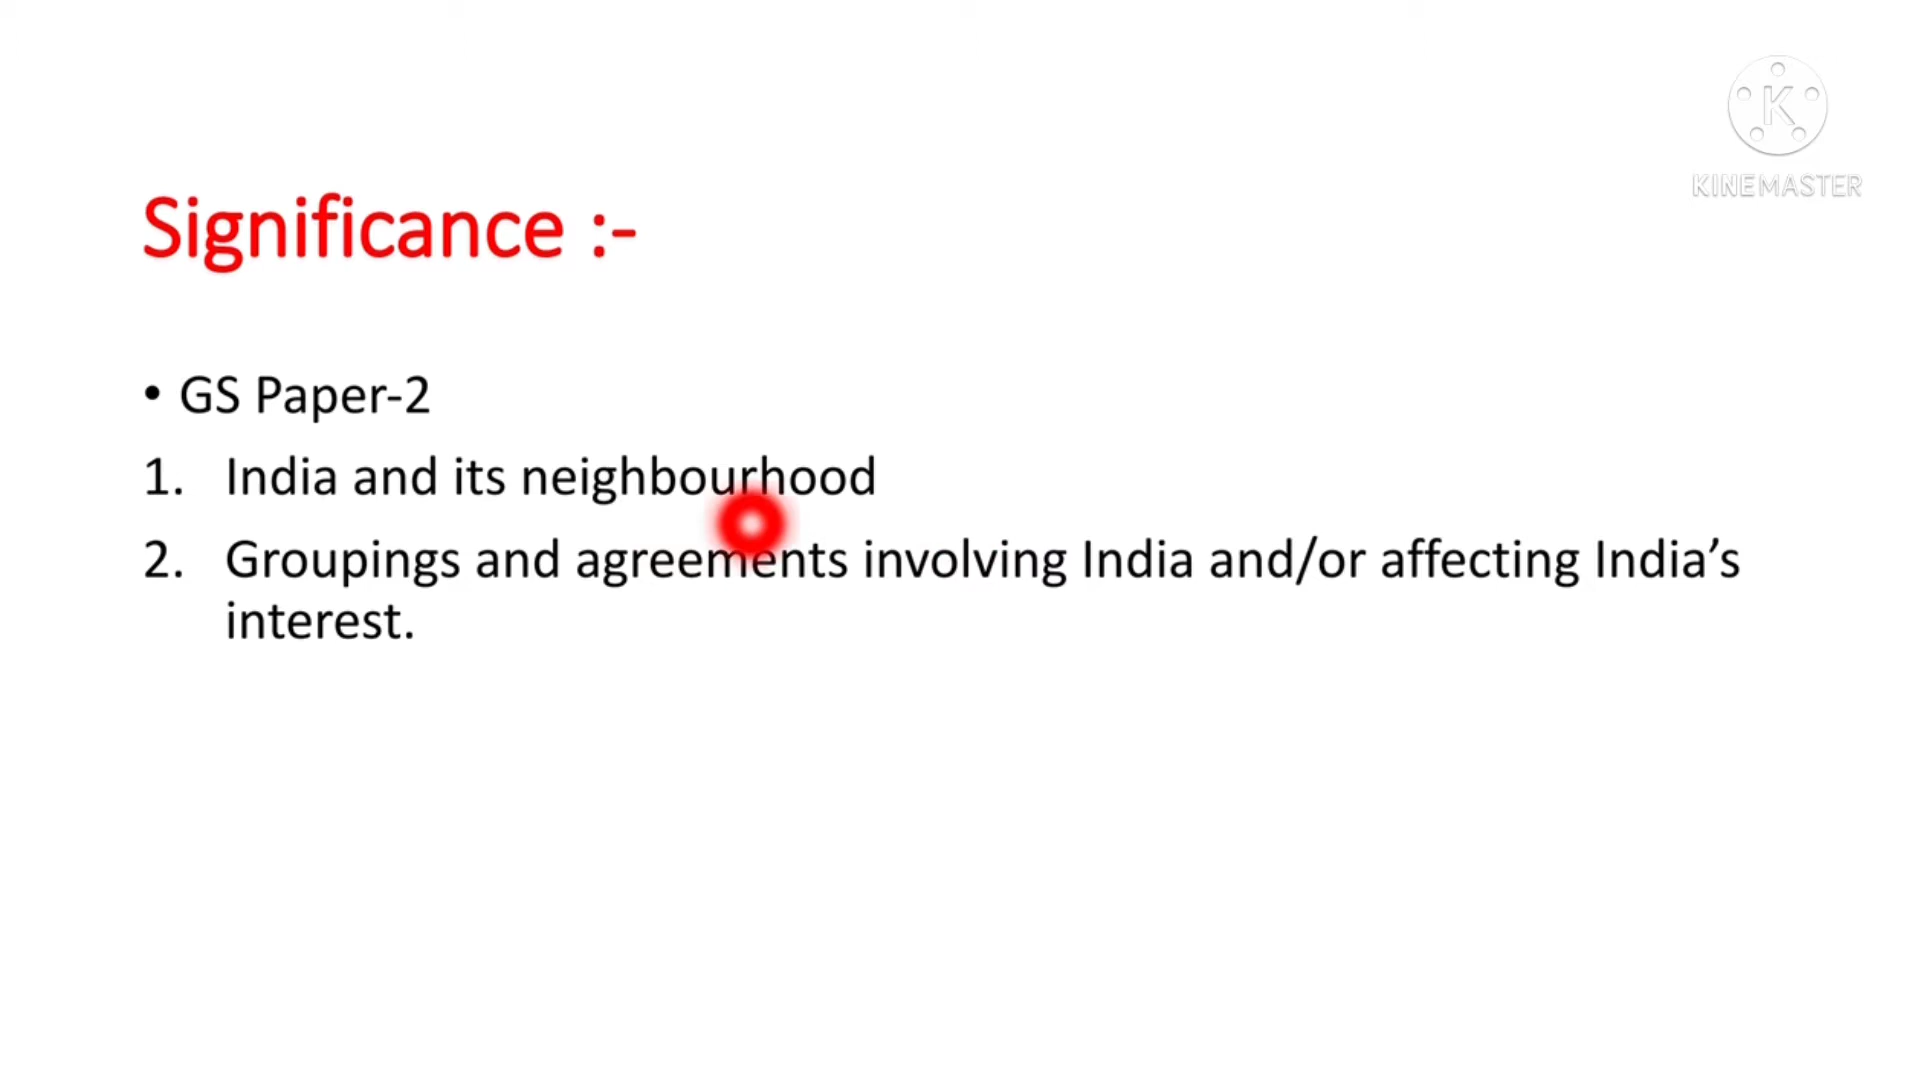 K
KINEMASTER
Significance :-
• GS Paper-2
1. India and its neighbourhood
2. Groupings and agreements involving India and/or affecting India’s
interest.